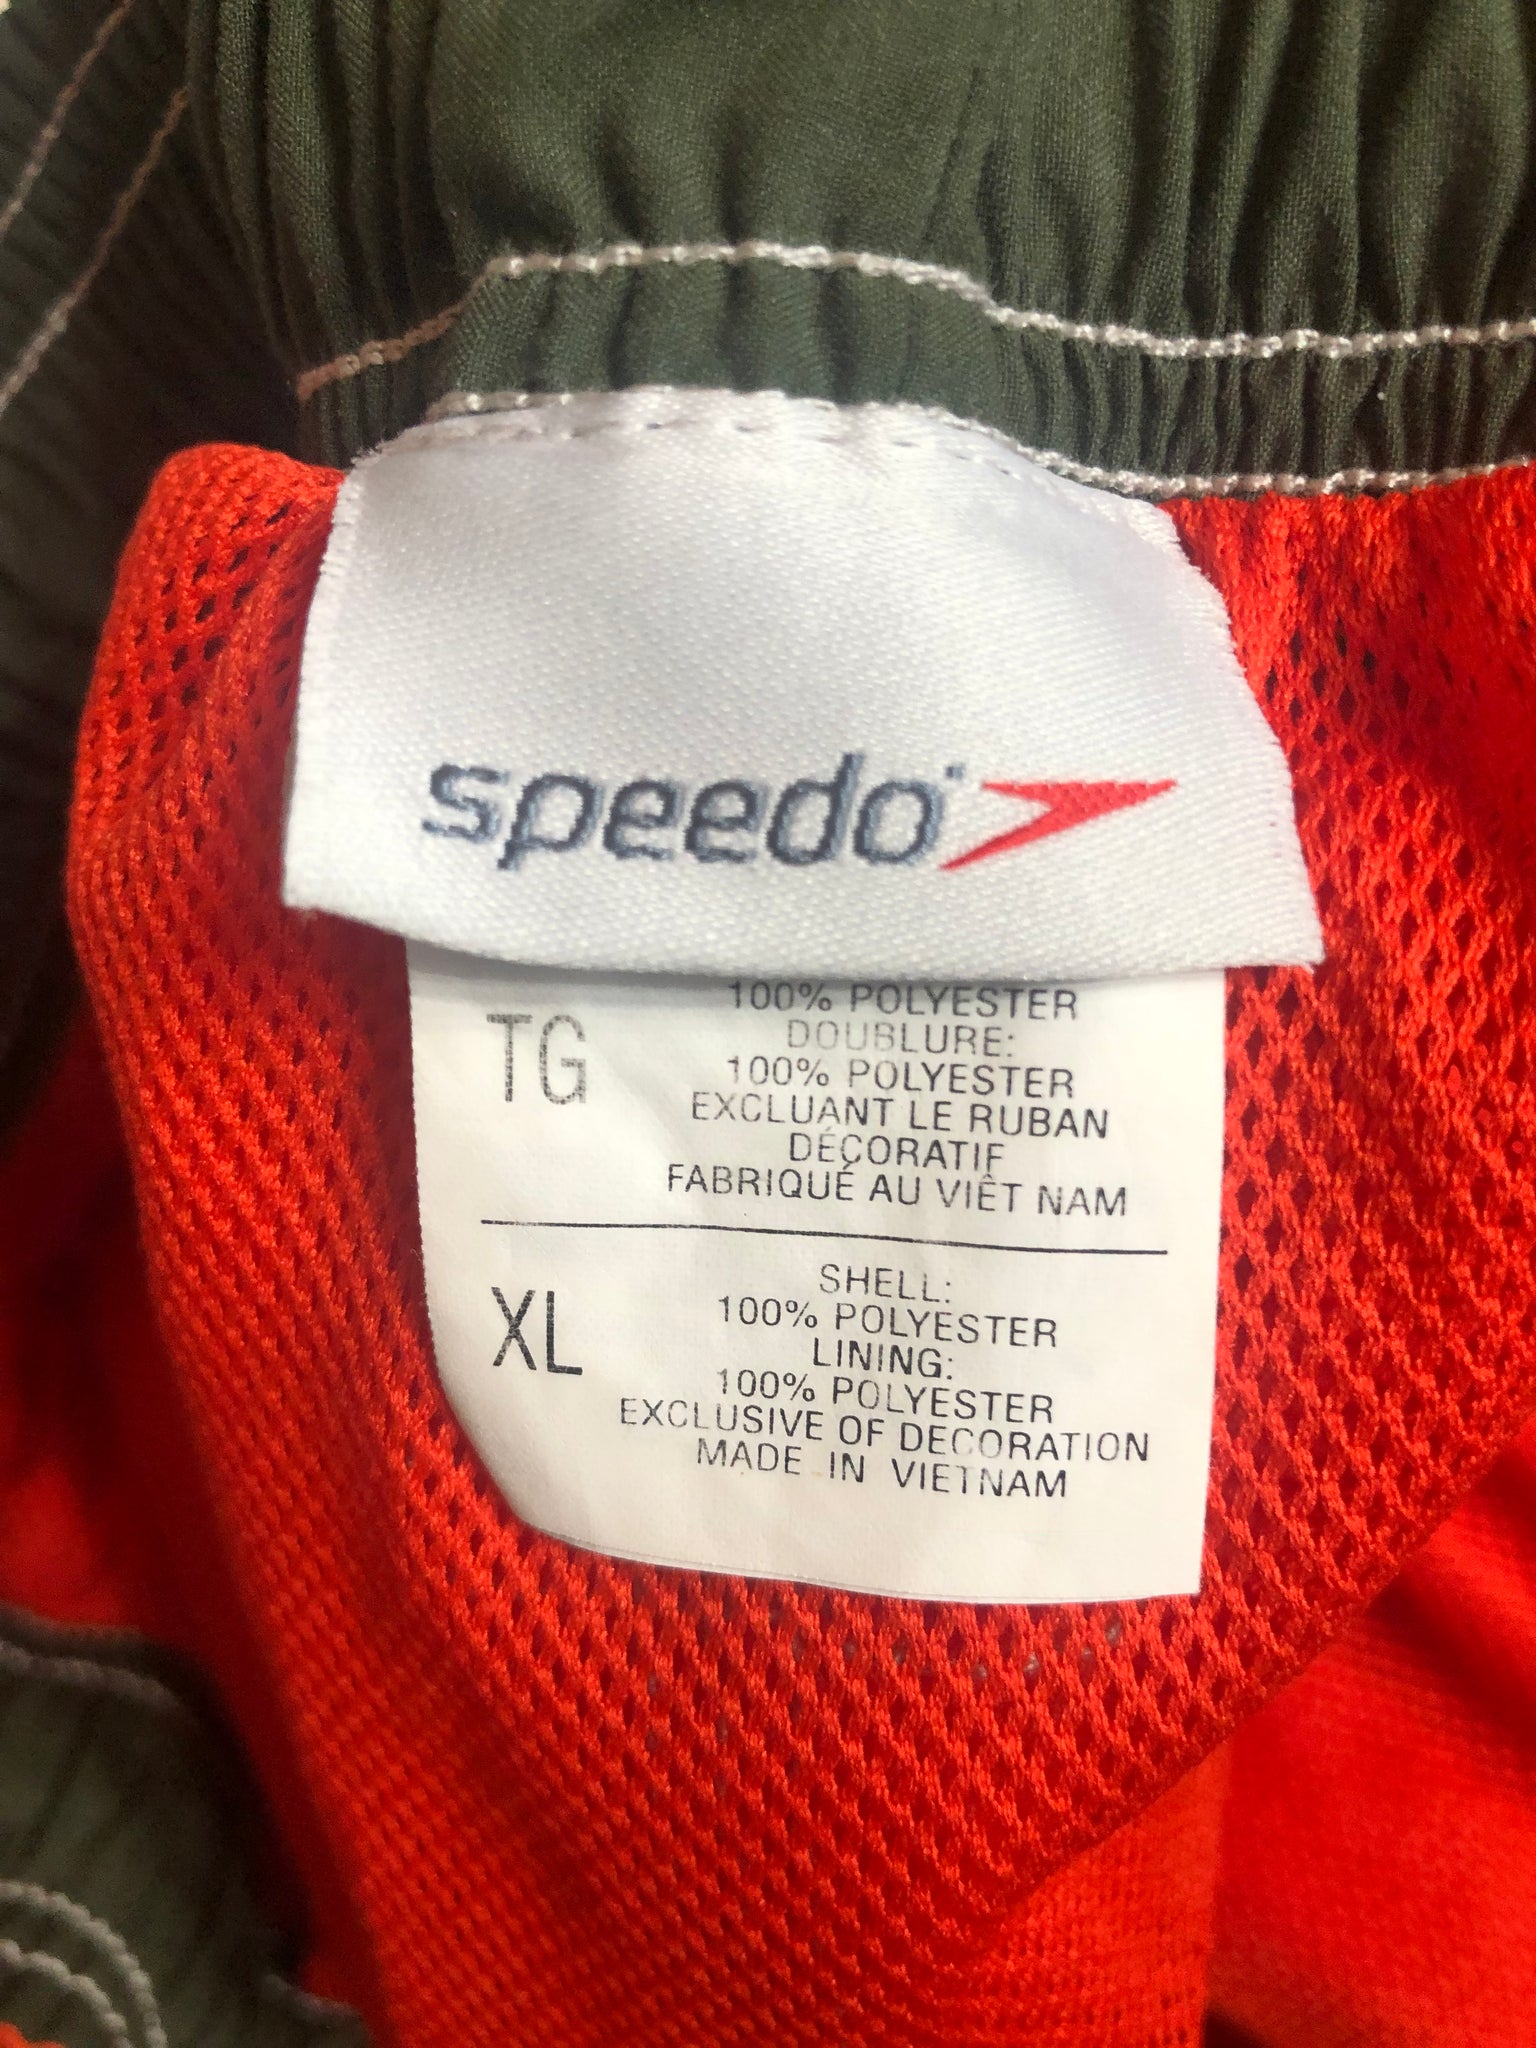 speedo
TG
100% POLYESTER
DOUBLURE:
100% POLYESTER
EXCLUANT LE RUBAN
DÉCORATIF
FABRIQUÉ AU VIÊT NAM
XL
SHELL:
100% POLYESTER
LINING:
100% POLYESTER
EXCLUSIVE OF DECORATION
MADE IN VIETNAM